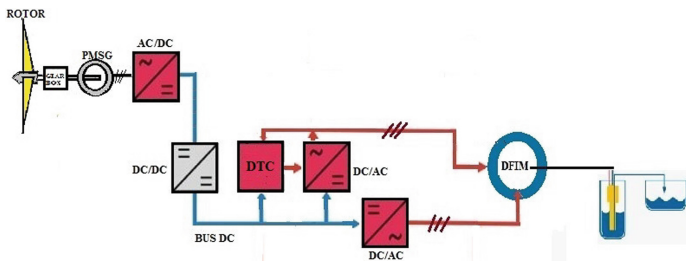 ROTOR
GEAR
BOX
PMSG
AC/DC
DC/DC
DTC
DC/AC
DFIM
BUS DC
DC/AC